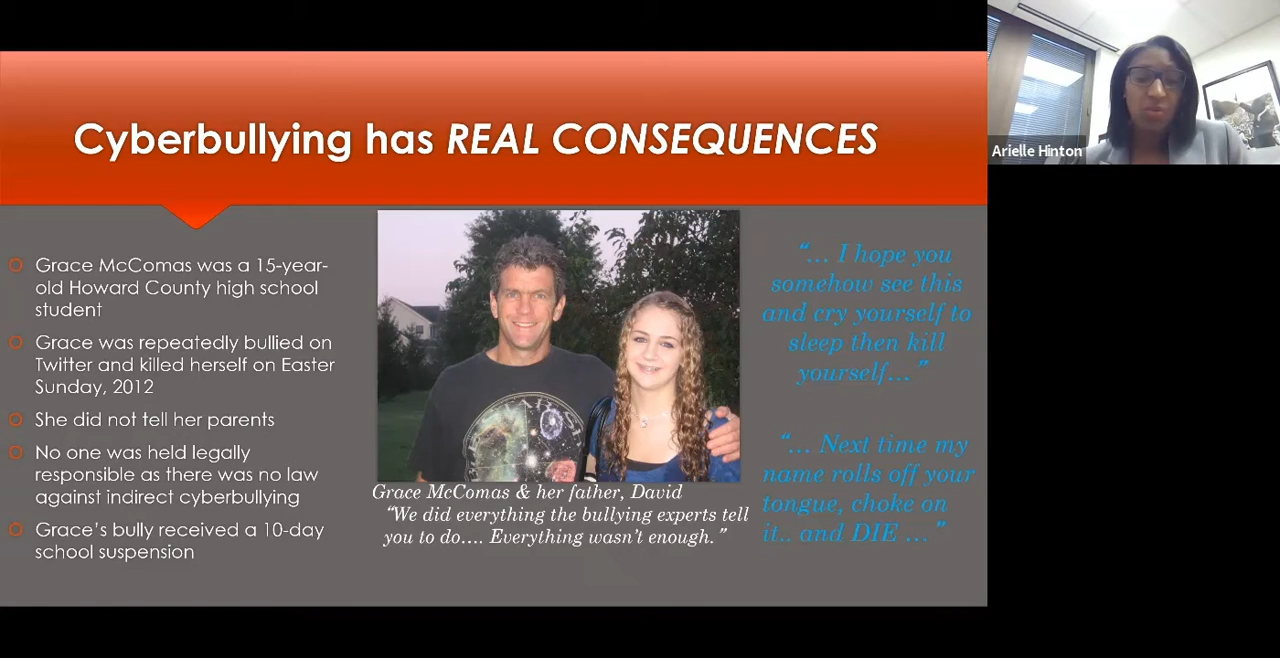 Cyberbullying has REAL CONSEQUENCES
Grace McComas was a 15-year-
old Howard County high school
student
Grace was repeatedly bullied on
Twitter and killed herself on Easter
Sunday, 2012
She did not tell her parents
No one was held legally
responsible as there was no law
against indirect cyberbullying
Grace's bully received a 10-day
school suspension
Grace McComas & her father, David
"We did everything the bullying experts tell
you to do.... Everything wasn't enough."
"... I hope you
somehow see this
and cry yourself to
sleep then kill
yourself..."
"... Next time my
name rolls off your
tongue, choke on
it.. and DIE ..."
Arielle Hinton